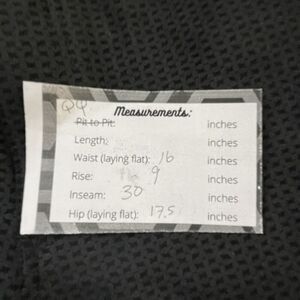 Measurements:
Pit to Pit: inches
Length: inches
Waist (laying flat): 16 inches
Rise: 9 inches
Inseam: 30 inches
Hip (laying flat): 17.5 inches